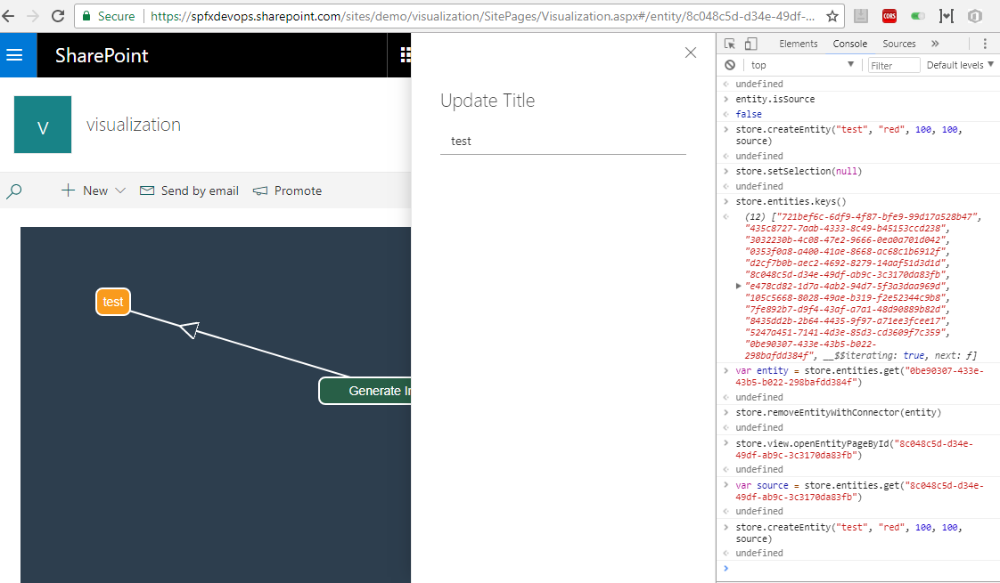 Secure
https://spfxdevops.sharepoint.com/sites/demo/visualization/SitePages/Visualization.aspx#/entity/8c048c5d-d34e-49df-...
CORS
SharePoint
V
visualization
New
Send by email
Promote
test
Generate In
Update Title
test
Elements
Console
Sources
»
top
Filter
Default levels
undefined
entity.isSource
false
store.createEntity("test", "red", 100, 100,
source)
undefined
store.setSelection(null)
undefined
store.entities.keys()
(12) ["721bef6c-6df9-4f87-bfe9-99d17a528b47",
"435c8727-7aab-4333-8c49-b45153ccd238",
"3032230b-4c08-47e2-9666-0ea0a701d042",
"0353f0a8-a400-41ae-8668-ac68c1b6912f",
"d2cf7b0b-aec2-4692-8279-14aaf51d3d1d",
"8c048c5d-d34e-49df-ab9c-3c3170da83fb",
"e478cd82-1d7a-4ab2-94d7-5f3a3daa969d",
"105c5668-8028-49ae-b319-f2e52344c9b8",
"7fe892b7-d9f4-43af-a7a1-48d90889b82d",
"8435dd2b-2b64-4435-9f97-a71ee3fcee17",
"5247a451-7141-4d3e-85d3-cd3609f7c359",
"0be90307-433e-43b5-b022-
298bafdd384f", __$$iterating: true, next: ƒ]
var entity = store.entities.get("0be90307-433e-
43b5-b022-298bafdd384f")
undefined
store.removeEntityWithConnector(entity)
undefined
store.view.openEntityPageById("8c048c5d-d34e-
49df-ab9c-3c3170da83fb")
undefined
var source = store.entities.get("8c048c5d-d34e-
49df-ab9c-3c3170da83fb")
undefined
store.createEntity("test", "red", 100, 100,
source)
undefined